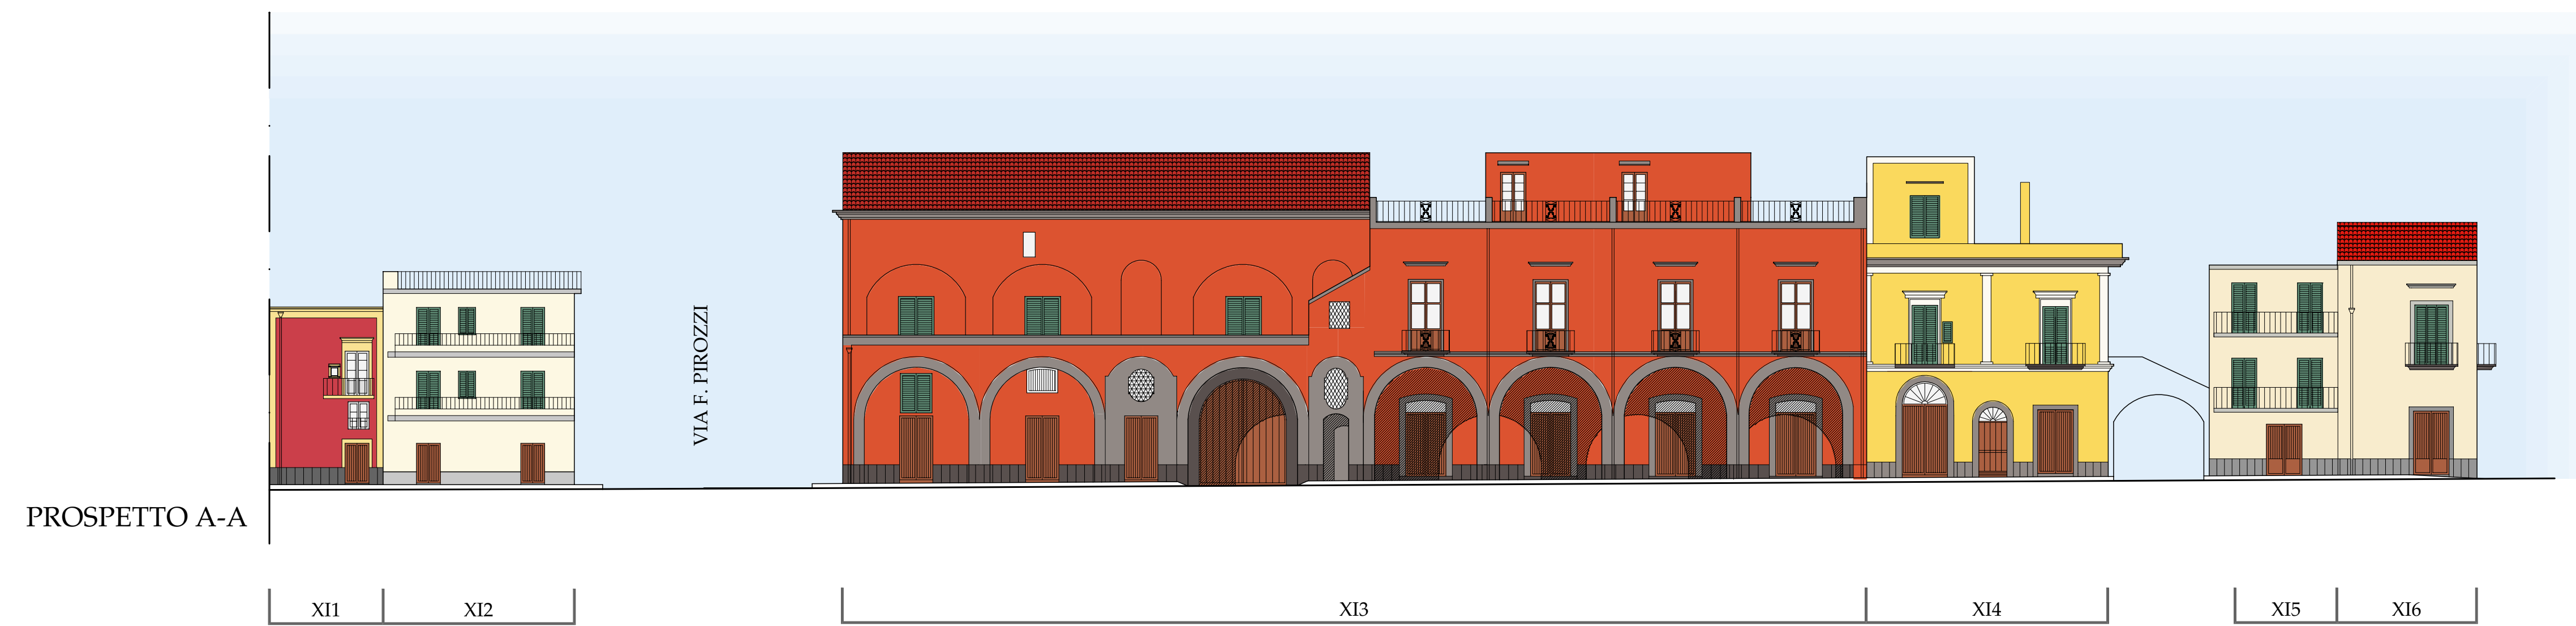 VIA F. PIROZZI
PROSPETTO A-A
XI1
XI2
XI3
XI4
XI5
XI6